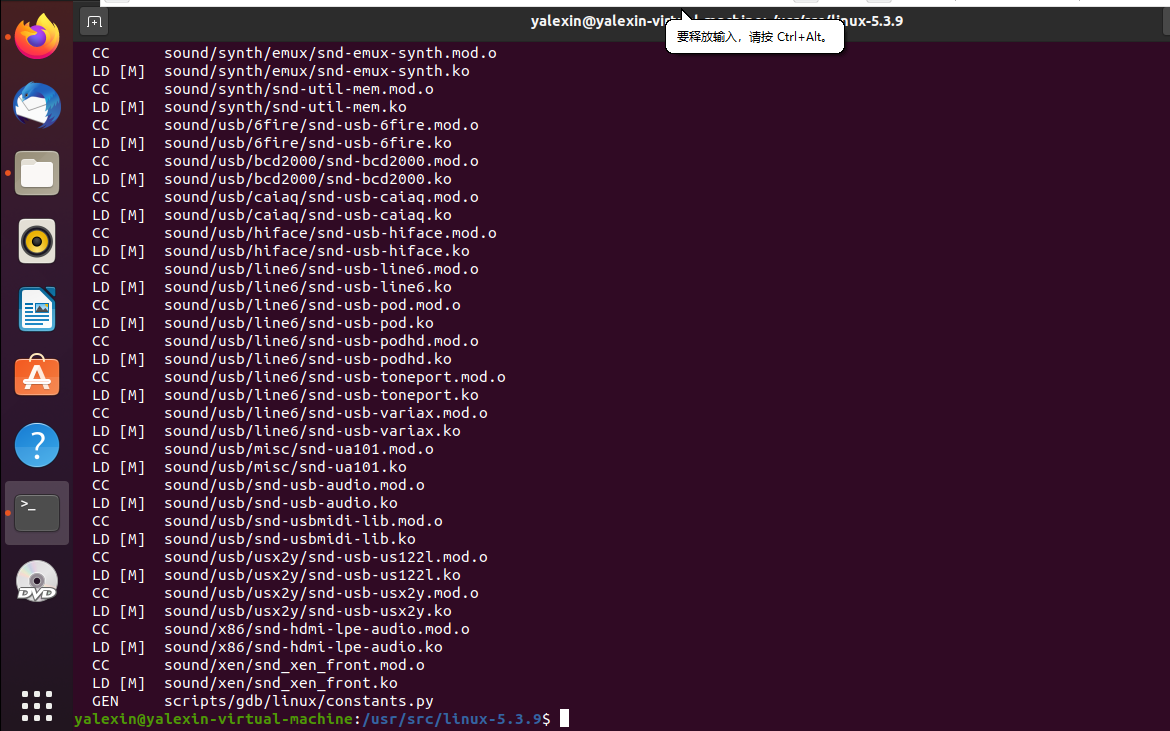 yalexin@yalexin-virtual-machine: /usr/src/linux-5.3.9
要释放输入，请按 Ctrl+Alt。
CC sound/synth/emux/snd-emux-synth.mod.o
LD [M] sound/synth/emux/snd-emux-synth.ko
CC sound/synth/snd-util-mem.mod.o
LD [M] sound/synth/snd-util-mem.ko
CC sound/usb/6fire/snd-usb-6fire.mod.o
LD [M] sound/usb/6fire/snd-usb-6fire.ko
CC sound/usb/bcd2000/snd-bcd2000.mod.o
LD [M] sound/usb/bcd2000/snd-bcd2000.ko
CC sound/usb/caiaq/snd-usb-caiaq.mod.o
LD [M] sound/usb/caiaq/snd-usb-caiaq.ko
CC sound/usb/hiface/snd-usb-hiface.mod.o
LD [M] sound/usb/hiface/snd-usb-hiface.ko
CC sound/usb/line6/snd-usb-line6.mod.o
LD [M] sound/usb/line6/snd-usb-line6.ko
CC sound/usb/line6/snd-usb-pod.mod.o
LD [M] sound/usb/line6/snd-usb-pod.ko
CC sound/usb/line6/snd-usb-podhd.mod.o
LD [M] sound/usb/line6/snd-usb-podhd.ko
CC sound/usb/line6/snd-usb-toneport.mod.o
LD [M] sound/usb/line6/snd-usb-toneport.ko
CC sound/usb/line6/snd-usb-variax.mod.o
LD [M] sound/usb/line6/snd-usb-variax.ko
CC sound/usb/misc/snd-ua101.mod.o
LD [M] sound/usb/misc/snd-ua101.ko
CC sound/usb/snd-usb-audio.mod.o
LD [M] sound/usb/snd-usb-audio.ko
CC sound/usb/snd-usbmidi-lib.mod.o
LD [M] sound/usb/snd-usbmidi-lib.ko
CC sound/usb/usx2y/snd-usb-us122l.mod.o
LD [M] sound/usb/usx2y/snd-usb-us122l.ko
CC sound/usb/usx2y/snd-usb-usx2y.mod.o
LD [M] sound/usb/usx2y/snd-usb-usx2y.ko
CC sound/x86/snd-hdmi-lpe-audio.mod.o
LD [M] sound/x86/snd-hdmi-lpe-audio.ko
CC sound/xen/snd_xen_front.mod.o
LD [M] sound/xen/snd_xen_front.ko
GEN scripts/gdb/linux/constants.py
yalexin@yalexin-virtual-machine:/usr/src/linux-5.3.9$
DVD